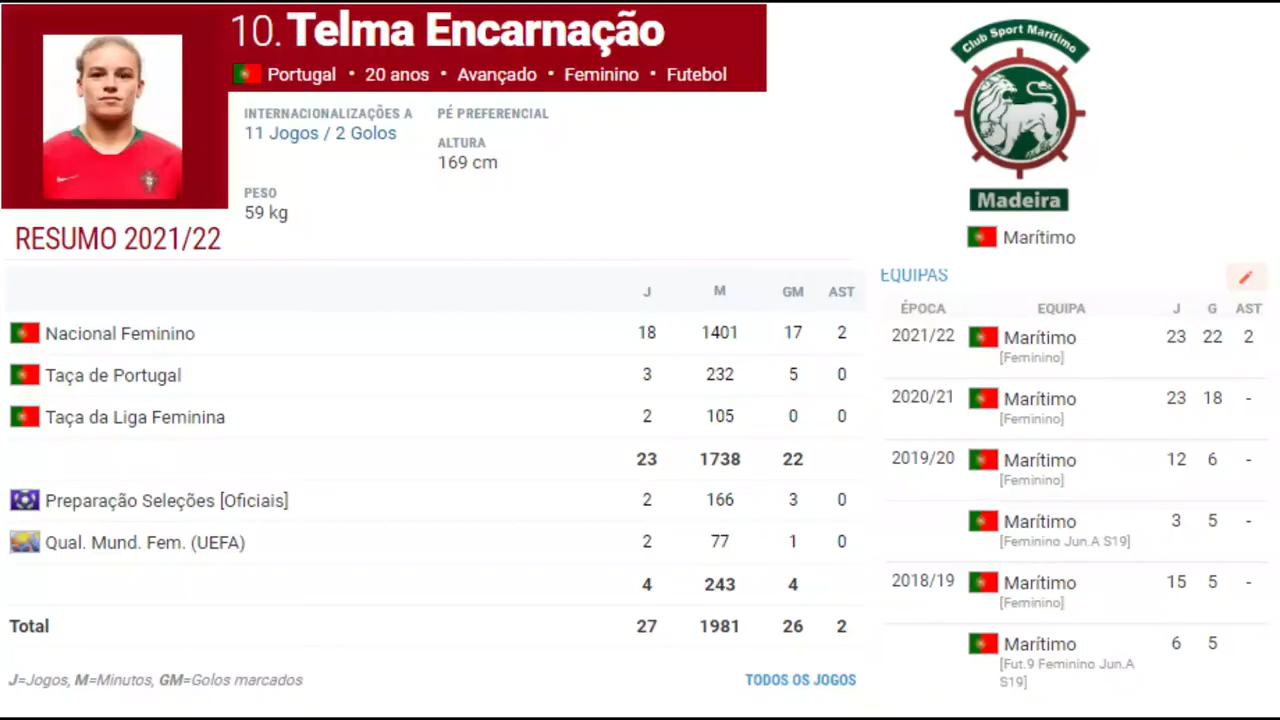 10. Telma Encarnação
Portugal • 20 anos • Avançado • Feminino • Futebol
INTERNACIONALIZAÇÕES A
11 Jogos / 2 Golos
PÉ PREFERENCIAL
ALTURA
169 cm
PESO
59 kg
Club Sport Marítimo
Madeira
Marítimo
RESUMO 2021/22
J M GM AST
Nacional Feminino 18 1401 17 2
Taça de Portugal 3 232 5 0
Taça da Liga Feminina 2 105 0 0
23 1738 22
Preparação Seleções [Oficiais] 2 166 3 0
Qual. Mund. Fem. (UEFA) 2 77 1 0
4 243 4
Total 27 1981 26 2
J=Jogos, M=Minutos, GM=Golos marcados
TODOS OS JOGOS
EQUIPAS
ÉPOCA EQUIPA J G AST
2021/22 Marítimo 23 22 2
[Feminino]
2020/21 Marítimo 23 18 -
[Feminino]
2019/20 Marítimo 12 6 -
[Feminino]
Marítimo 3 5 -
[Feminino Jun.A S19]
2018/19 Marítimo 15 5 -
[Feminino]
Marítimo 6 5
[Fut.9 Feminino Jun.A
S19]